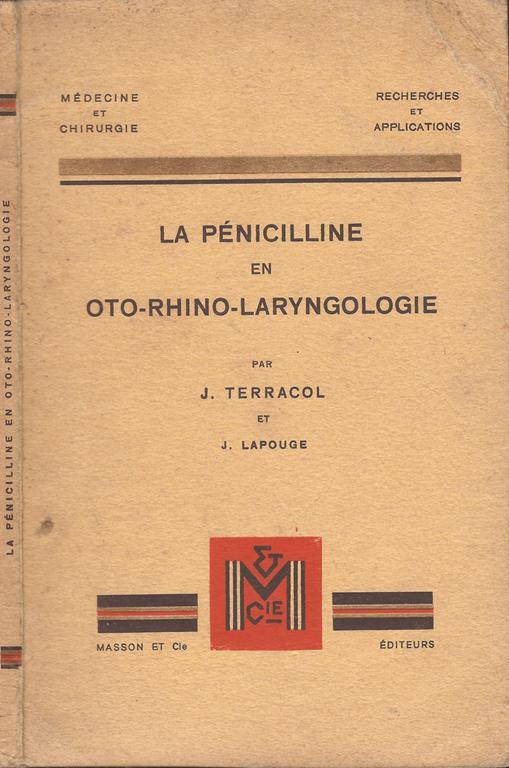 MÉDECINE
ET
CHIRURGIE
RECHERCHES
ET
APPLICATIONS
LA PÉNICILLINE
EN
OTO-RHINO-LARYNGOLOGIE
PAR
J. TERRACOL
ET
J. LAPOUGE
M
&
CIE
MASSON ET Cie
ÉDITEURS
LA PÉNICILLINE EN OTO-RHINO-LARYNGOLOGIE